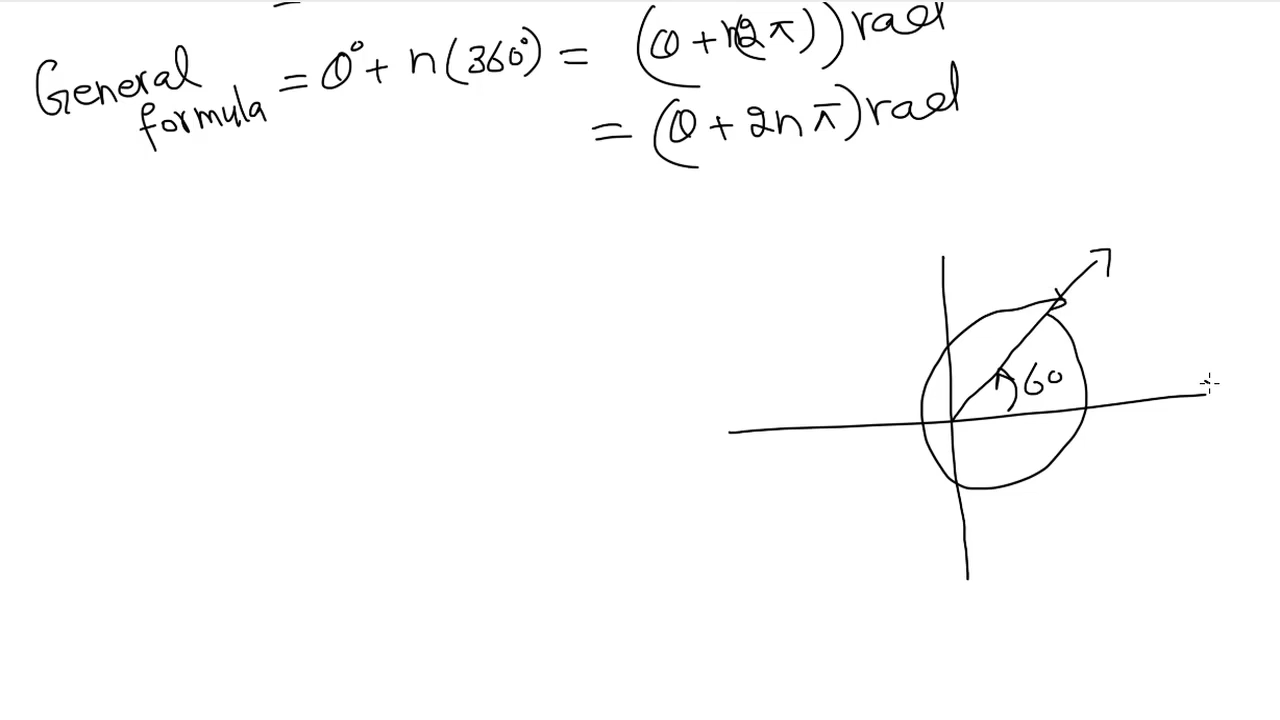 General formula = θ° + n(360°) = (θ + n(2π)) rad
= (θ + 2nπ) rad
60